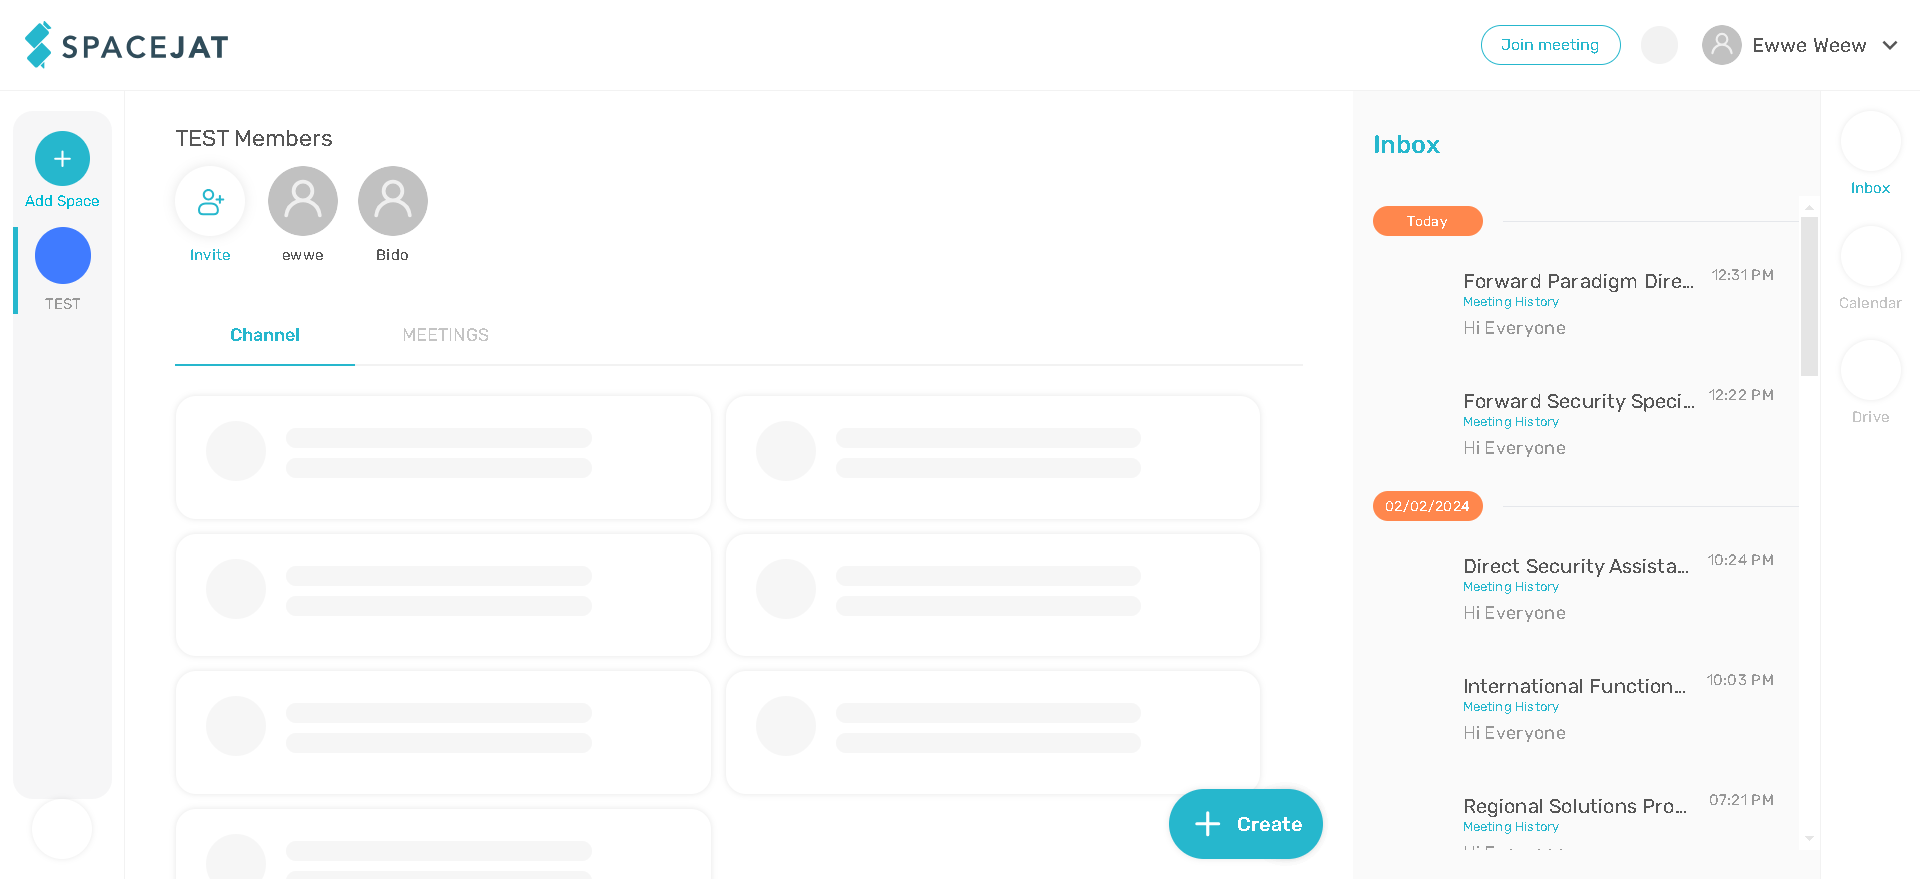 SPACEJAT
Join meeting
Ewwe Weew
Add Space
TEST
TEST Members
Invite
ewwe
Bido
Channel
MEETINGS
Create
Inbox
Today
Forward Paradigm Dire...
12:31 PM
Meeting History
Hi Everyone
Forward Security Speci...
12:22 PM
Meeting History
Hi Everyone
02/02/2024
Direct Security Assista...
10:24 PM
Meeting History
Hi Everyone
International Function...
10:03 PM
Meeting History
Hi Everyone
Regional Solutions Pro...
07:21 PM
Meeting History
Inbox
Calendar
Drive